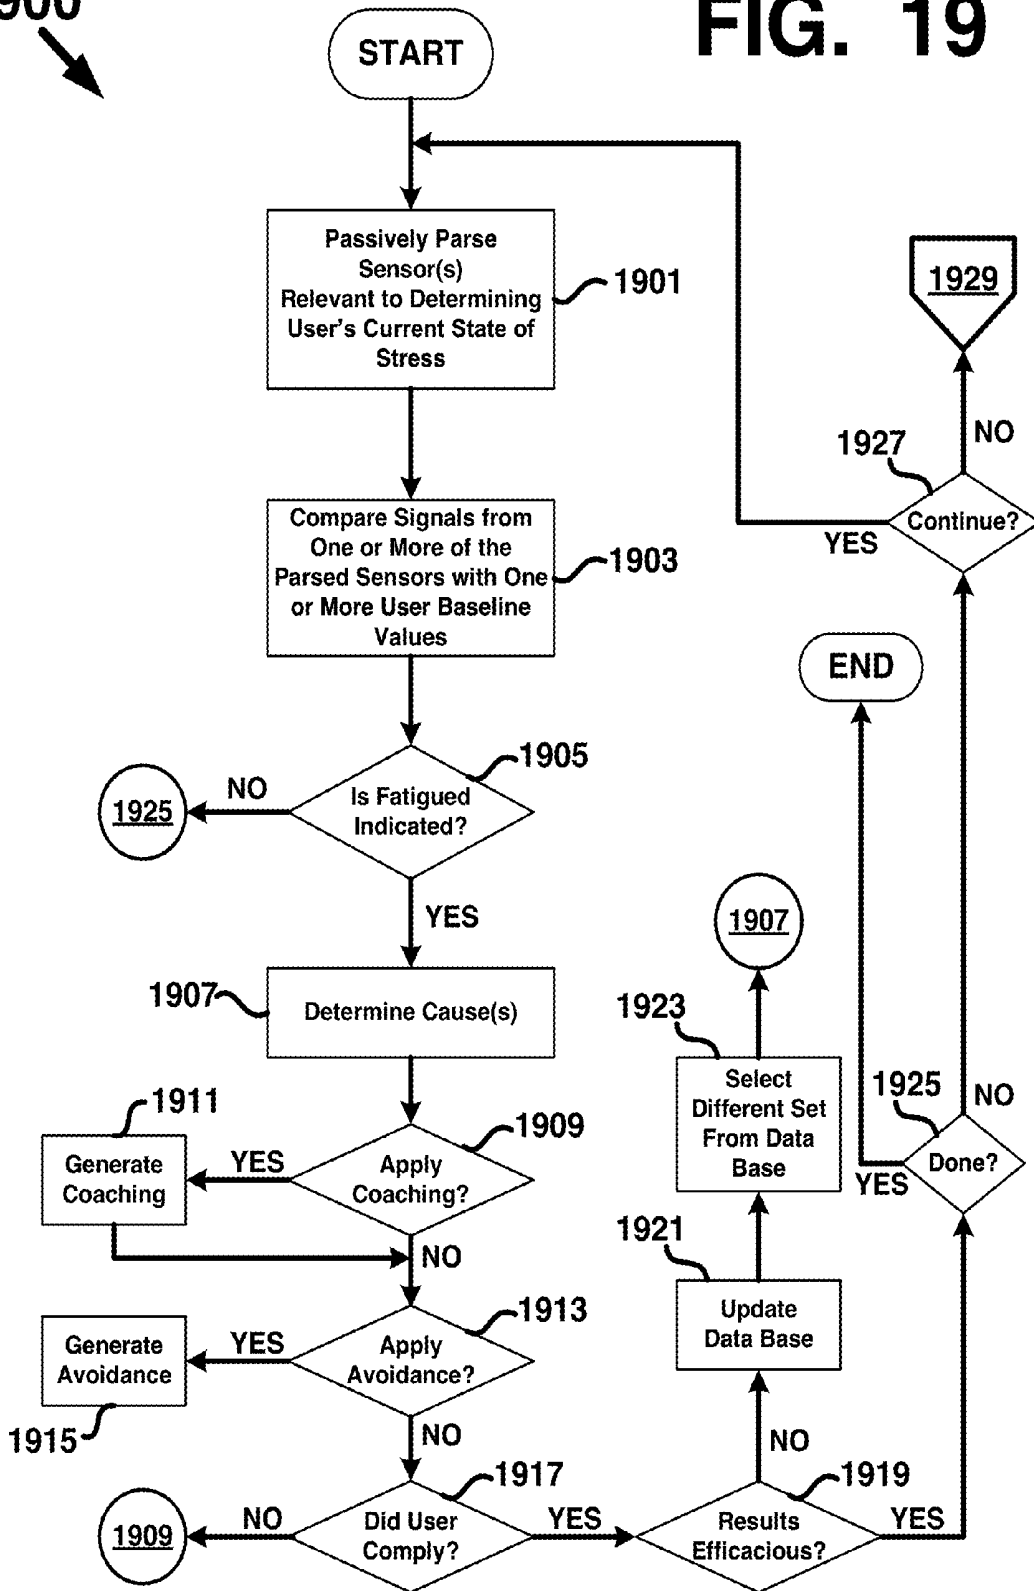 FIG. 19
START
Passively Parse
Sensor(s)
Relevant to Determining
User's Current State of
Stress
1901
1929
NO
1927
Continue?
YES
Compare Signals from
One or More of the
Parsed Sensors with One
or More User Baseline
Values
1903
END
1905
Is Fatigued
Indicated?
NO
1925
YES
1907
Determine Cause(s)
1907
1923
Select
Different Set
From Data
Base
1925
NO
Done?
YES
1911
Generate
Coaching
YES
1909
Apply
Coaching?
NO
1921
Update
Data Base
1913
Generate
Avoidance
YES
Apply
Avoidance?
1915
NO
NO
1917
1919
1909
NO
Did User
Comply?
YES
Results
Efficacious?
YES